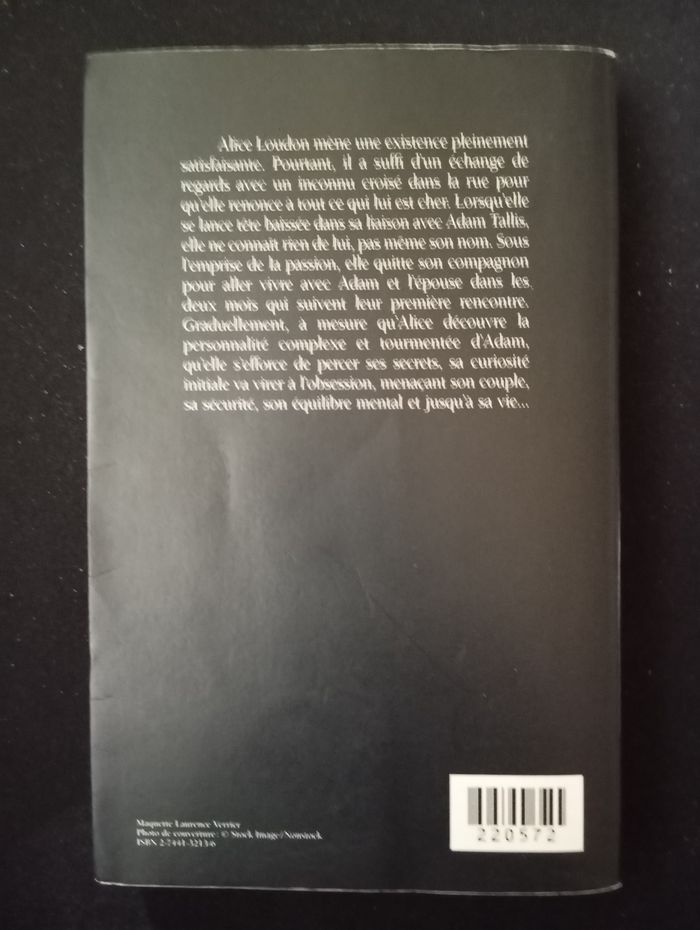 Alice Loudon mène une existence pleinement
satisfaisante. Pourtant, il a suffi d'un échange de
regards avec un inconnu croisé dans la rue pour
qu'elle renonce à tout ce qui lui est cher. Lorsqu'elle
se lance tête baissée dans sa liaison avec Adam Tallis,
elle ne connaît rien de lui, pas même son nom. Sous
l'emprise de la passion, elle quitte son compagnon
pour aller vivre avec Adam et l'épouse dans les
deux mois qui suivent leur première rencontre.
Graduellement, à mesure qu'Alice découvre la
personnalité complexe et tourmentée d'Adam,
qu'elle s'efforce de percer ses secrets, sa curiosité
initiale va virer à l'obsession, menaçant son couple,
sa sécurité, son équilibre mental et jusqu'à sa vie...
Maquette Laurence Verrier
Photo de couverture : © Stock Image/Nonstock
ISBN 2-7441-3213-6
220572